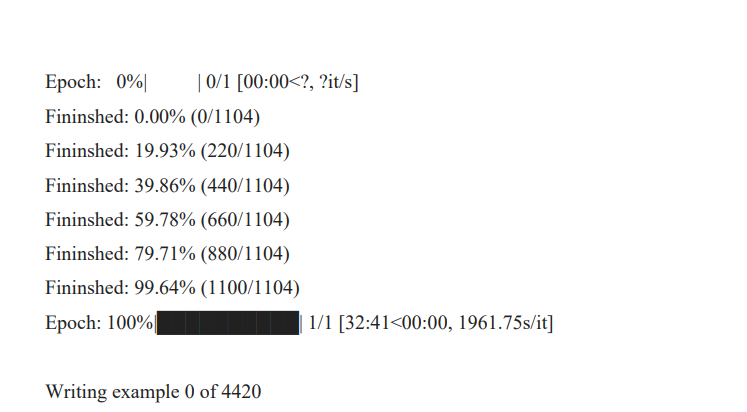 Epoch:   0%|          | 0/1 [00:00<?, ?it/s]
Fininshed: 0.00% (0/1104)
Fininshed: 19.93% (220/1104)
Fininshed: 39.86% (440/1104)
Fininshed: 59.78% (660/1104)
Fininshed: 79.71% (880/1104)
Fininshed: 99.64% (1100/1104)
Epoch: 100%|██████████| 1/1 [32:41<00:00, 1961.75s/it]
Writing example 0 of 4420